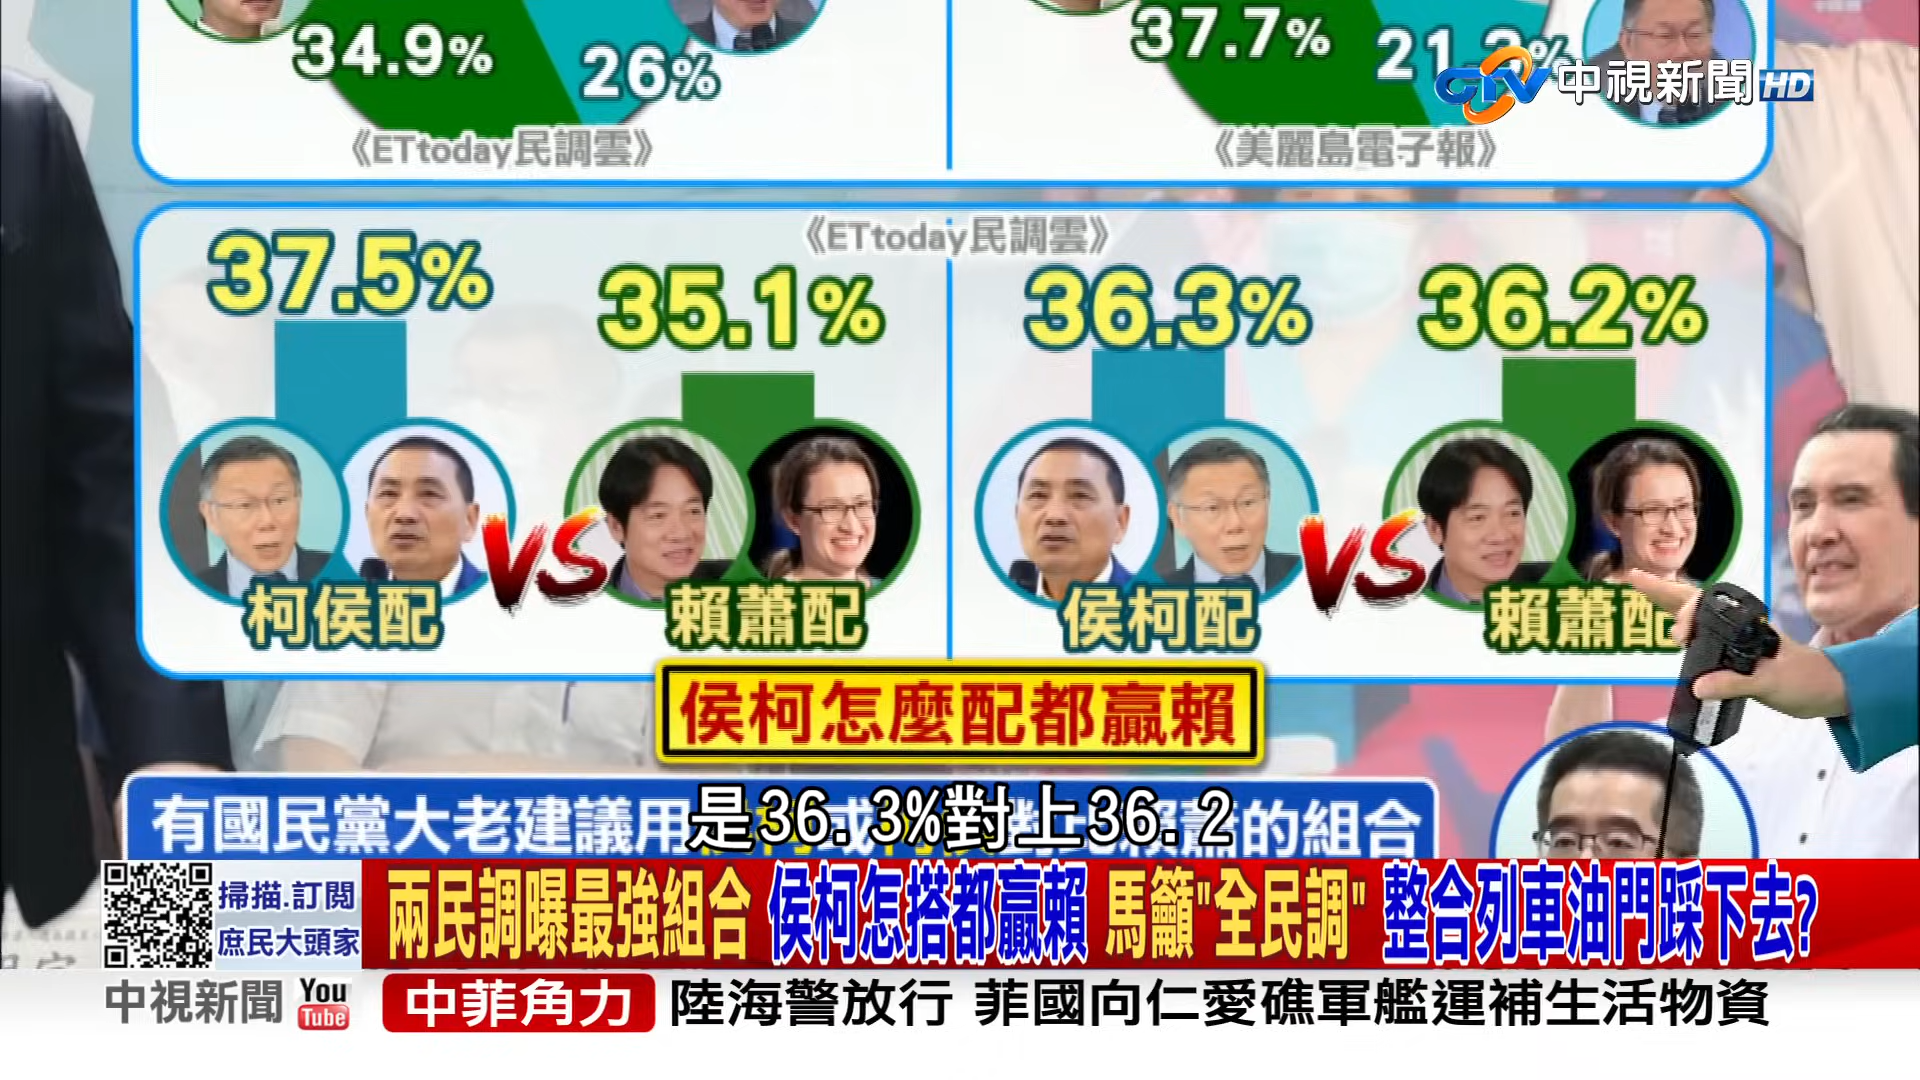 34.9%
26%
37.7%
《ETtoday民調雲》
《美麗島電子報》
CTV中視新聞HD
《ETtoday民調雲》
37.5%
35.1%
36.3%
36.2%
柯侯配
VS
賴蕭配
侯柯配
VS
賴蕭配
侯柯怎麼配都贏賴
有國民黨大老建議用
的組合
是36.3%對上36.2
掃描.訂閱
庶民大頭家
兩民調曝最強組合 侯柯怎搭都贏賴 馬籲"全民調" 整合列車油門踩下去?
中視新聞 YouTube
中菲角力 陸海警放行 菲國向仁愛礁軍艦運補生活物資